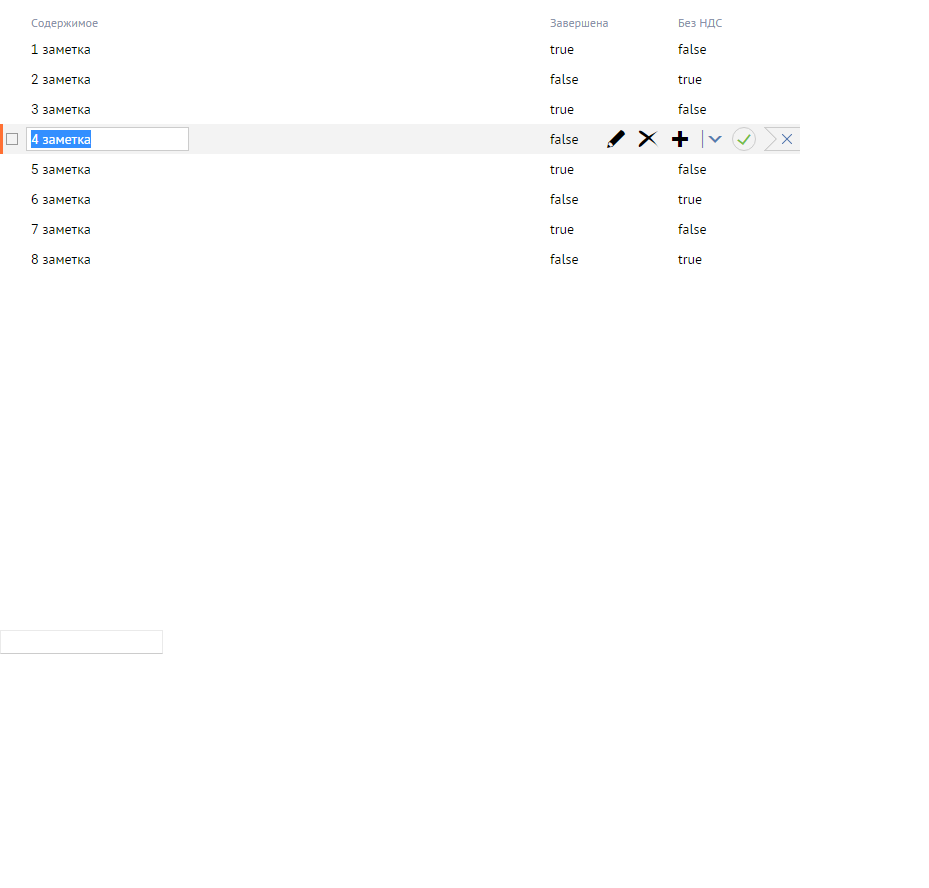 Содержимое Завершена Без НДС
1 заметка true false
2 заметка false true
3 заметка true false
4 заметка false
5 заметка true false
6 заметка false true
7 заметка true false
8 заметка false true